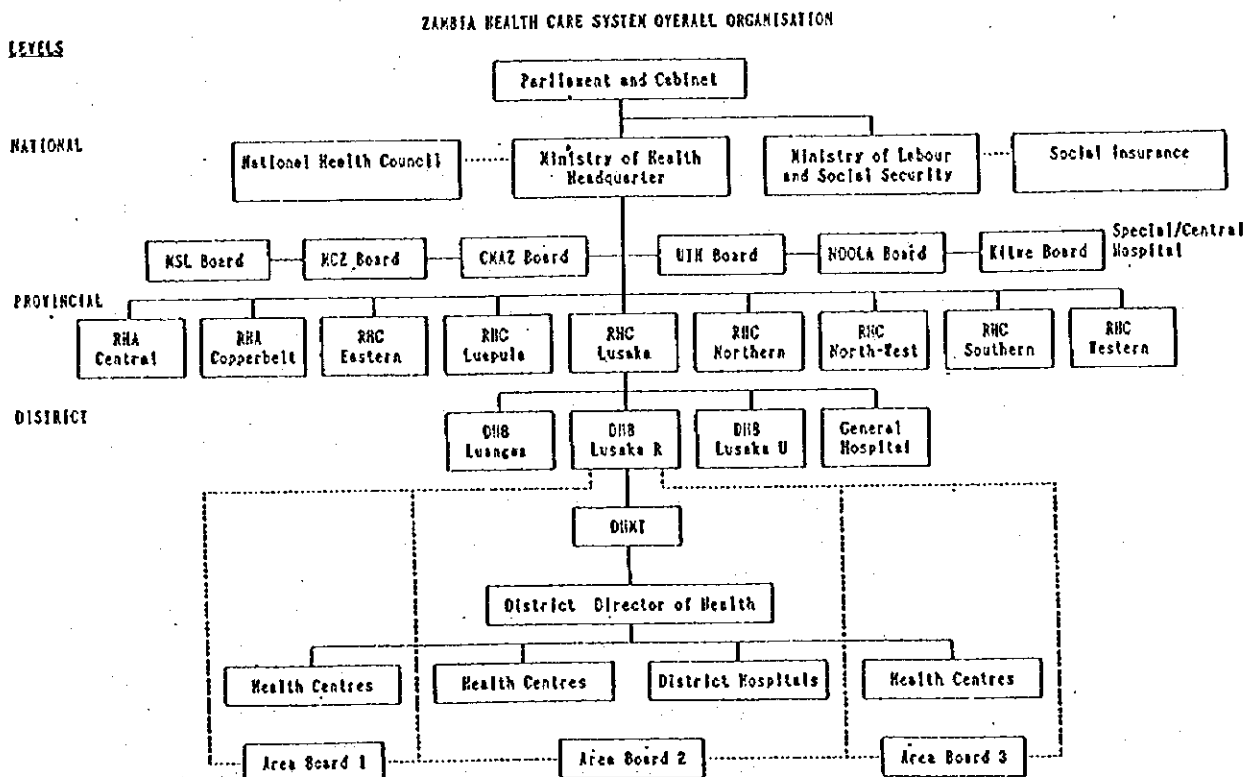 ZAMBIA HEALTH CARE SYSTEM OVERALL ORGANISATION
LEVELS
Parliament and Cabinet
NATIONAL
National Health Council
Ministry of Health
Headquarter
Ministry of Labour
and Social Security
Social Insurance
MSL Board
MCZ Board
CMAZ Board
UTH Board
NDOLA Board
Kitwe Board
Special/Central
Hospital
PROVINCIAL
RHA
Central
RHA
Copperbelt
RHC
Eastern
RHC
Luapula
RHC
Lusaka
RHC
Northern
RHC
North-West
RHC
Southern
RHC
Western
DISTRICT
DHB
Luangwa
DHB
Lusaka R
DHB
Lusaka U
General
Hospital
DHMT
District Director of Health
Health Centres
Health Centres
District Hospitals
Health Centres
Area Board 1
Area Board 2
Area Board 3